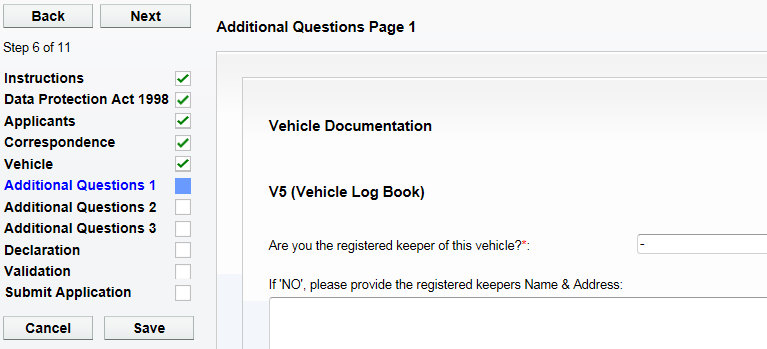 Back Next
Step 6 of 11
Instructions
Data Protection Act 1998
Applicants
Correspondence
Vehicle
Additional Questions 1
Additional Questions 2
Additional Questions 3
Declaration
Validation
Submit Application
Cancel Save
Additional Questions Page 1
Vehicle Documentation
V5 (Vehicle Log Book)
Are you the registered keeper of this vehicle?*: -
If 'NO', please provide the registered keepers Name & Address: